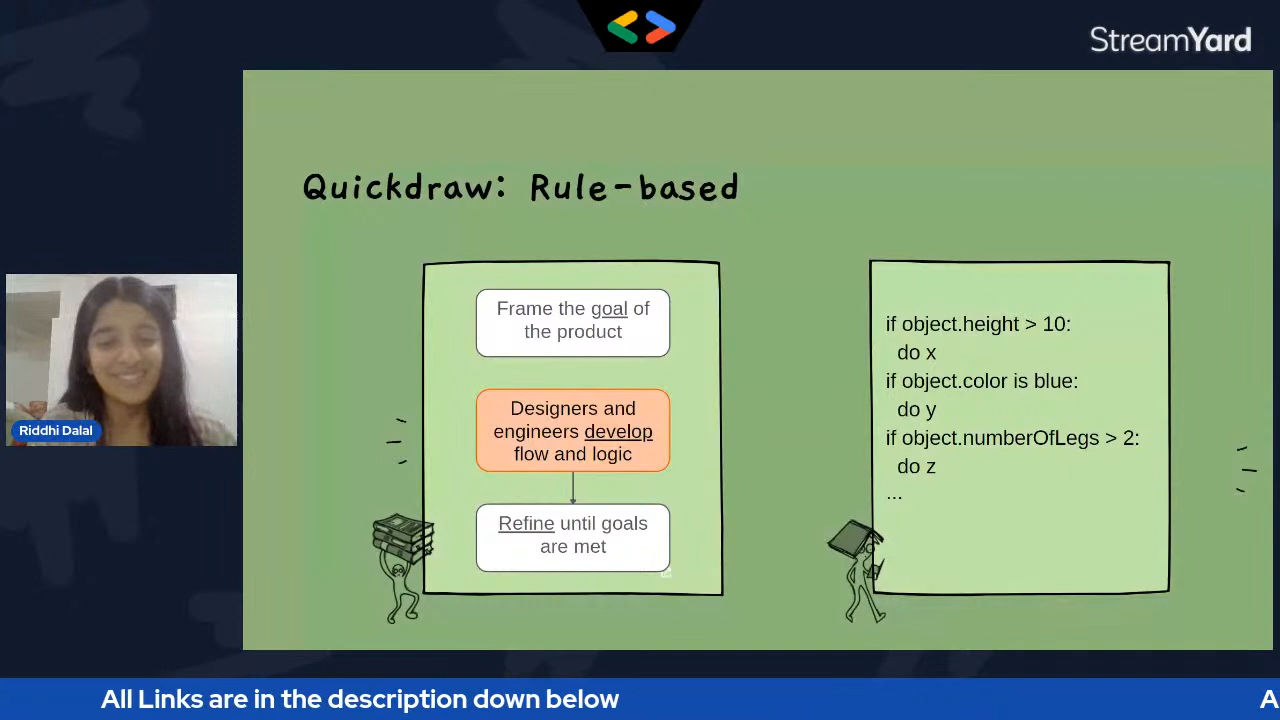 StreamYard
Quickdraw: Rule-based
Frame the goal of
the product
Designers and
engineers develop
flow and logic
Refine until goals
are met
if object.height > 10:
do x
if object.color is blue:
do y
if object.numberOfLegs > 2:
do z
...
Riddhi Dalal
All Links are in the description down below
A